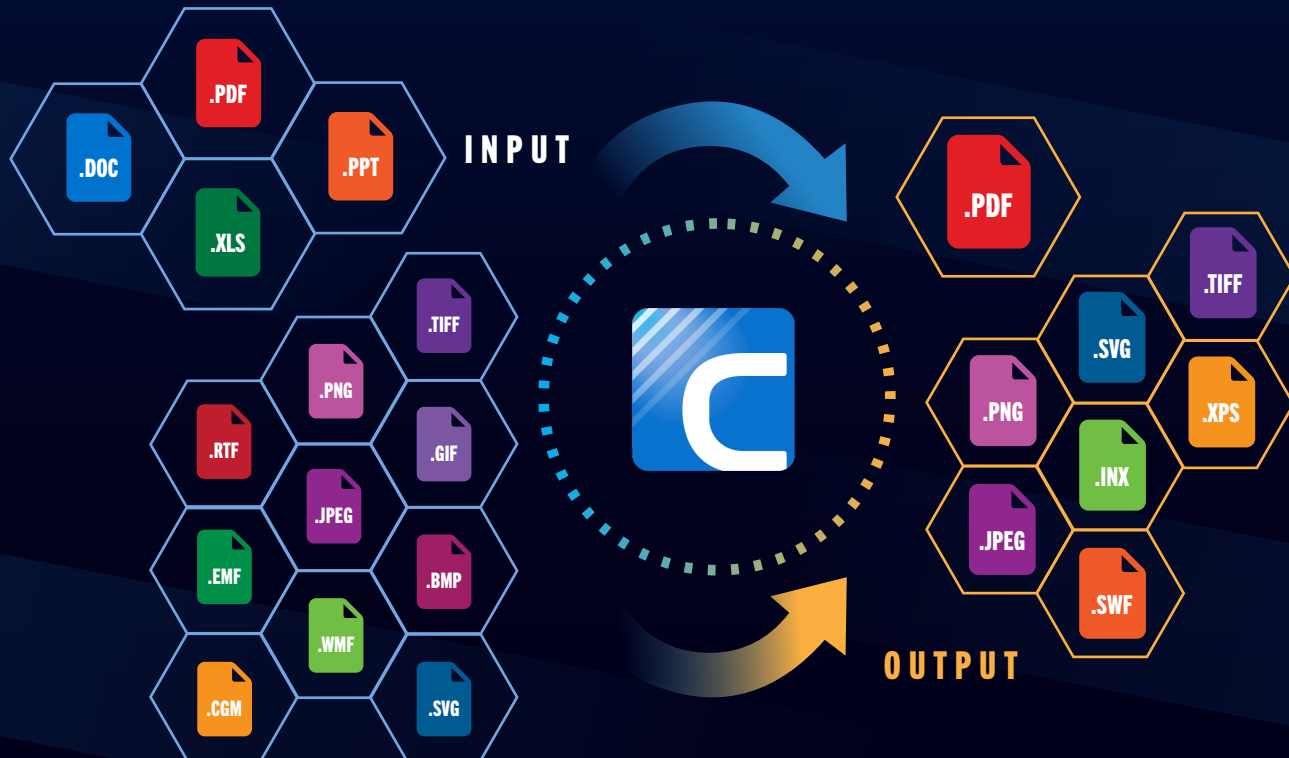 .PDF
.DOC
.PPT
.XLS
INPUT
.TIFF
.PNG
.RTF
.GIF
.JPEG
.EMF
.BMP
.WMF
.CGM
.SVG
C
.PDF
.TIFF
.SVG
.PNG
.XPS
.INX
.JPEG
.SWF
OUTPUT